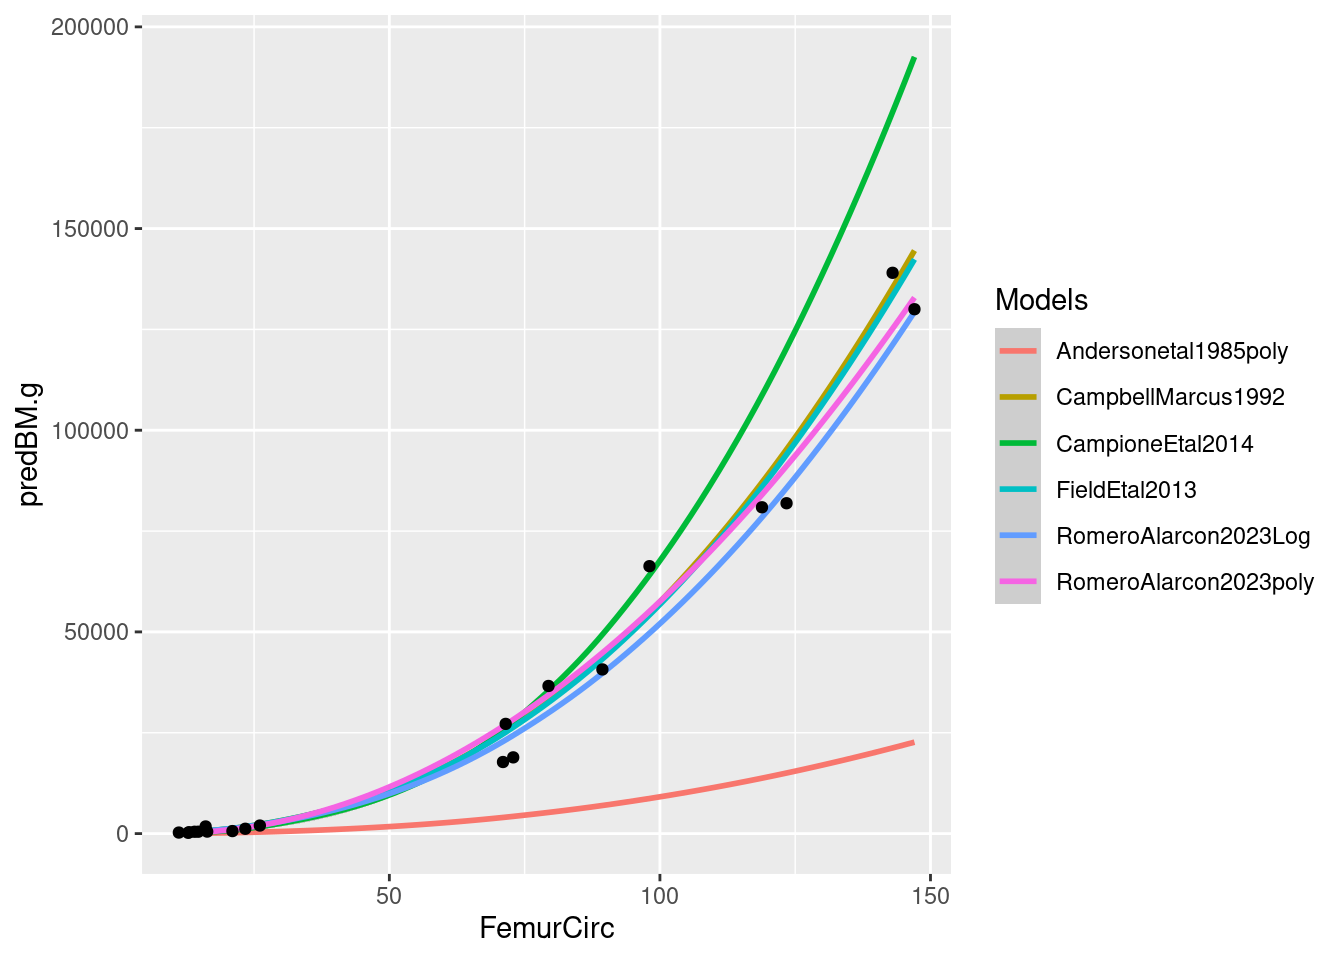 200000
150000
100000
50000
0
predBM.g
50
100
150
FemurCirc
Models
Andersonetal1985poly
CampbellMarcus1992
CampioneEtal2014
FieldEtal2013
RomeroAlarcon2023Log
RomeroAlarcon2023poly